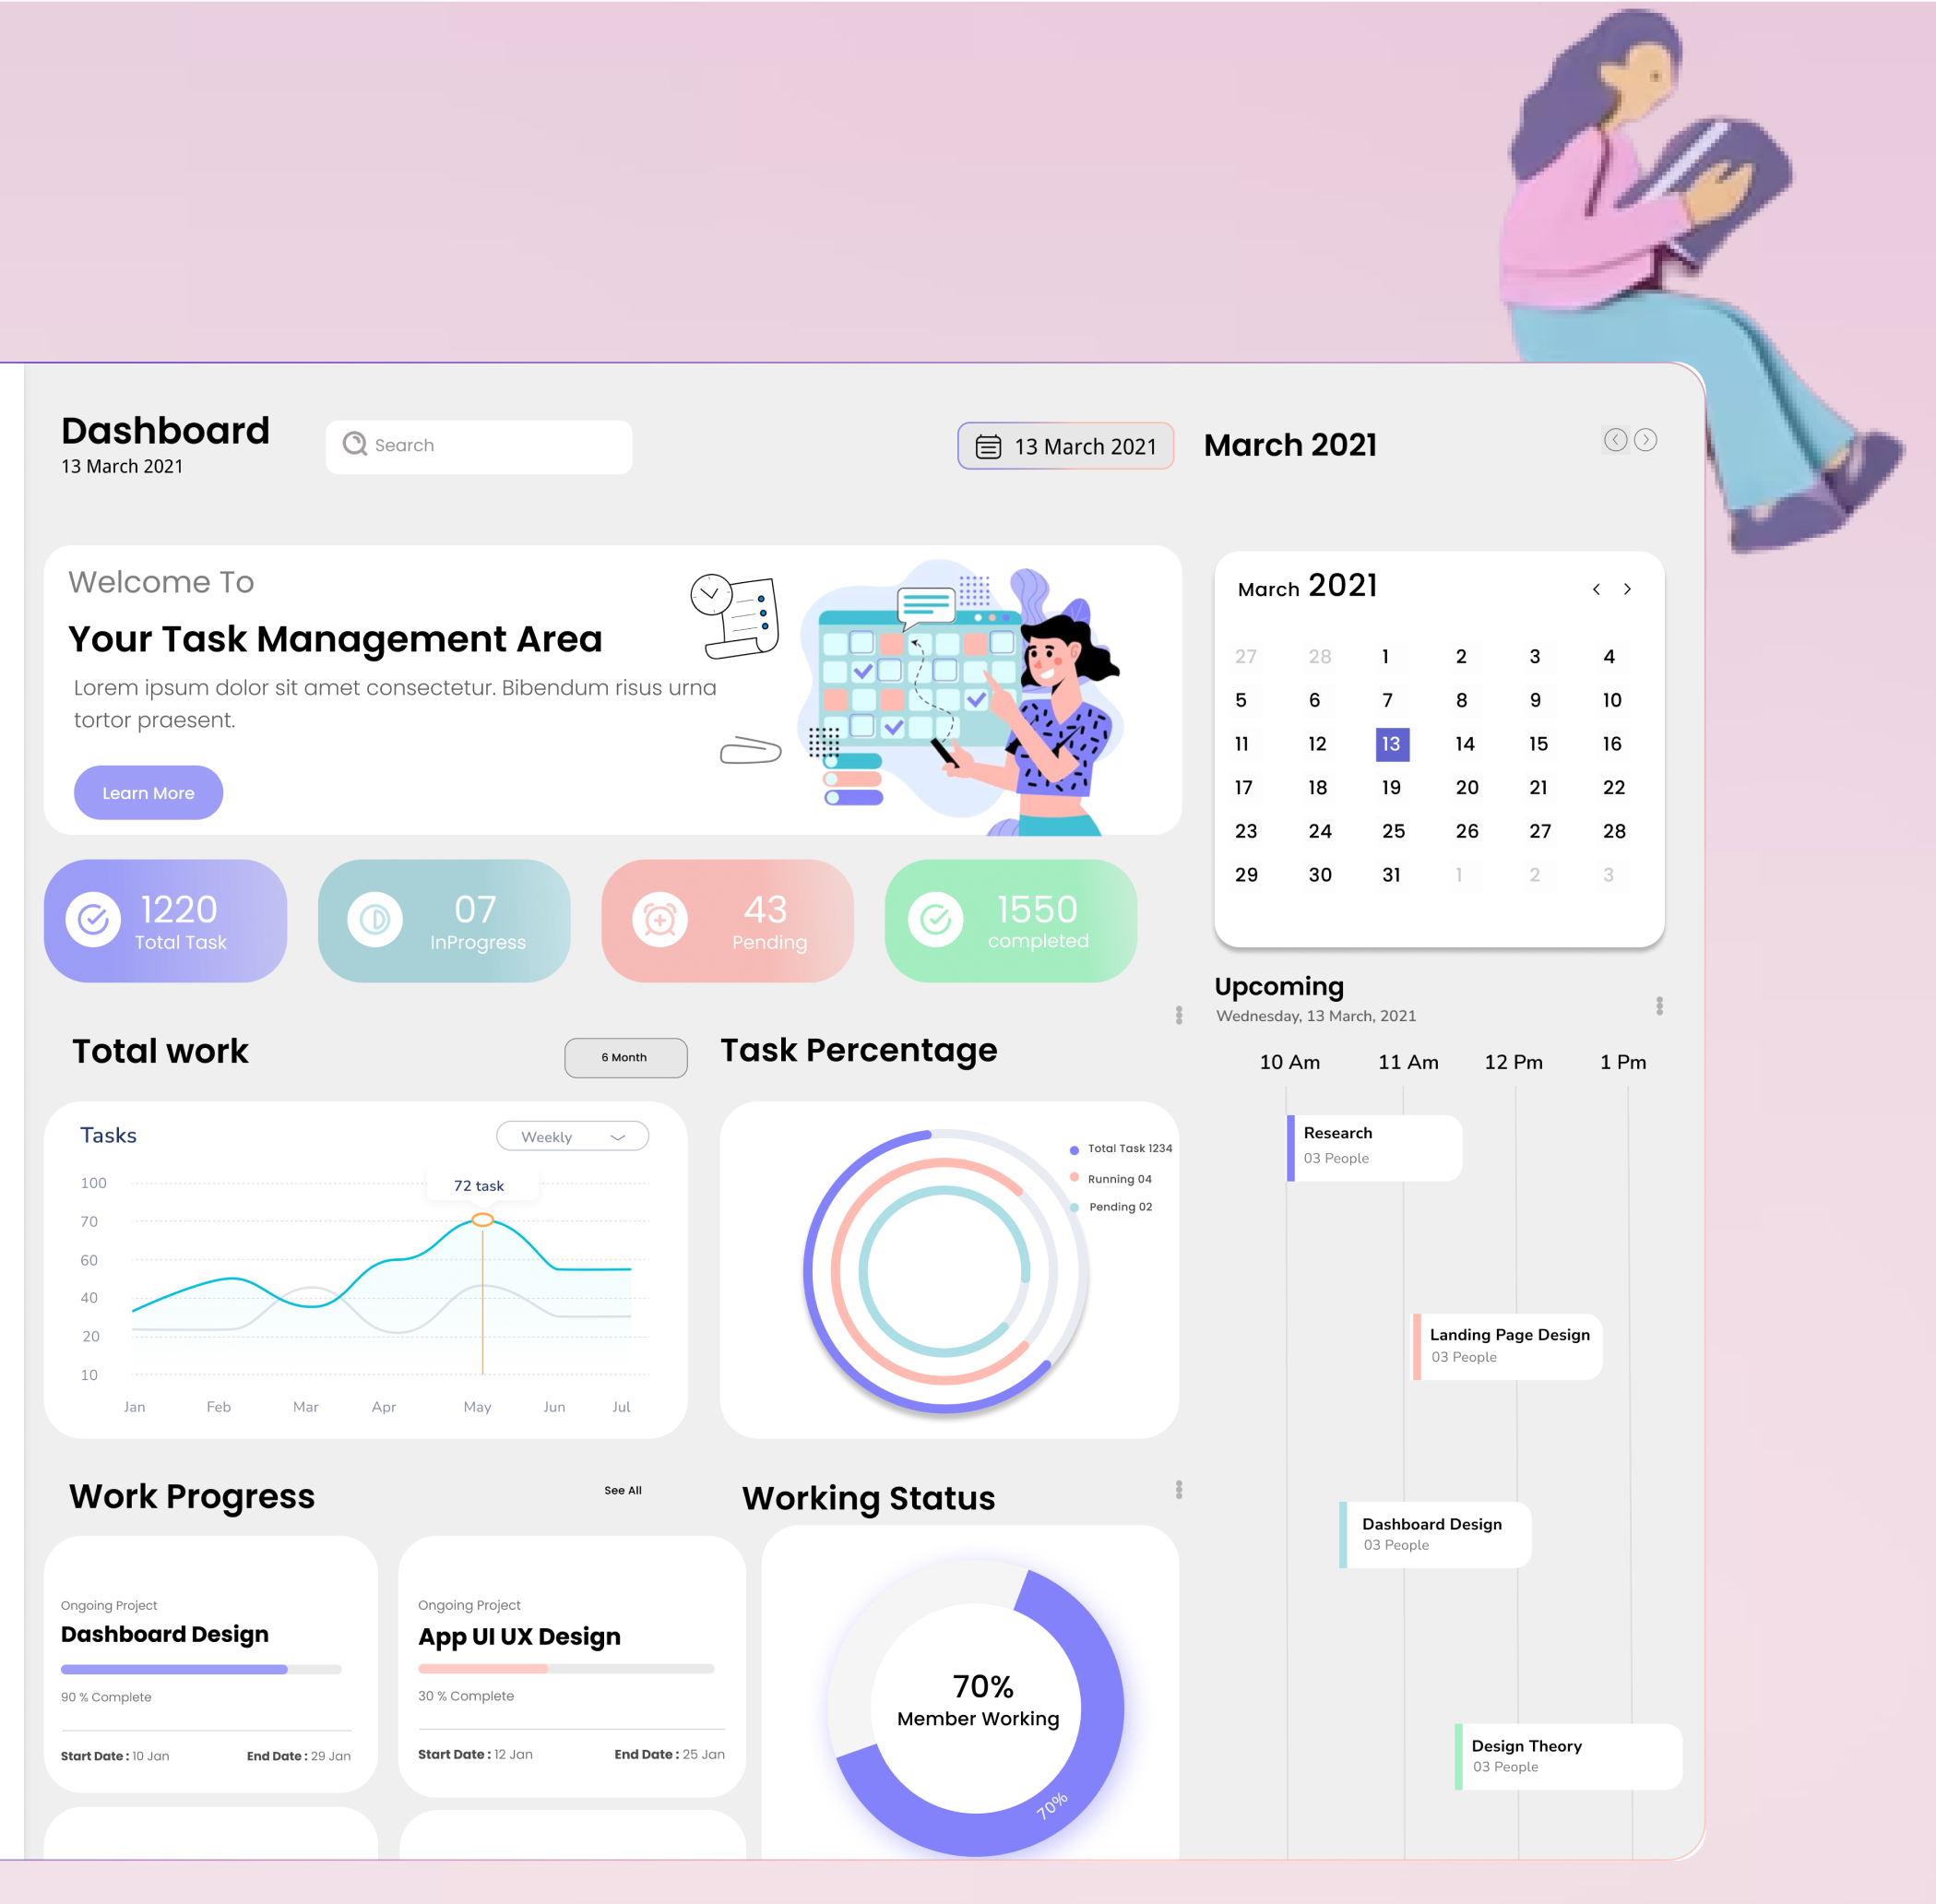 Dashboard
13 March 2021
Search
13 March 2021
March 2021
Welcome To
Your Task Management Area
Lorem ipsum dolor sit amet consectetur. Bibendum risus urna
tortor praesent.
Learn More
March 2021
27 28 1 2 3 4
5 6 7 8 9 10
11 12 13 14 15 16
17 18 19 20 21 22
23 24 25 26 27 28
29 30 31 1 2 3
1220
Total Task
07
InProgress
43
Pending
1550
completed
Upcoming
Wednesday, 13 March, 2021
10 Am 11 Am 12 Pm 1 Pm
Research
03 People
Landing Page Design
03 People
Dashboard Design
03 People
Design Theory
03 People
Total work
6 Month
Tasks
Weekly
72 task
100
70
60
40
20
10
Jan Feb Mar Apr May Jun Jul
Task Percentage
Total Task 1234
Running 04
Pending 02
Work Progress
See All
Ongoing Project
Dashboard Design
90 % Complete
Start Date : 10 Jan End Date : 29 Jan
Ongoing Project
App UI UX Design
30 % Complete
Start Date : 12 Jan End Date : 25 Jan
Working Status
70%
Member Working
70%